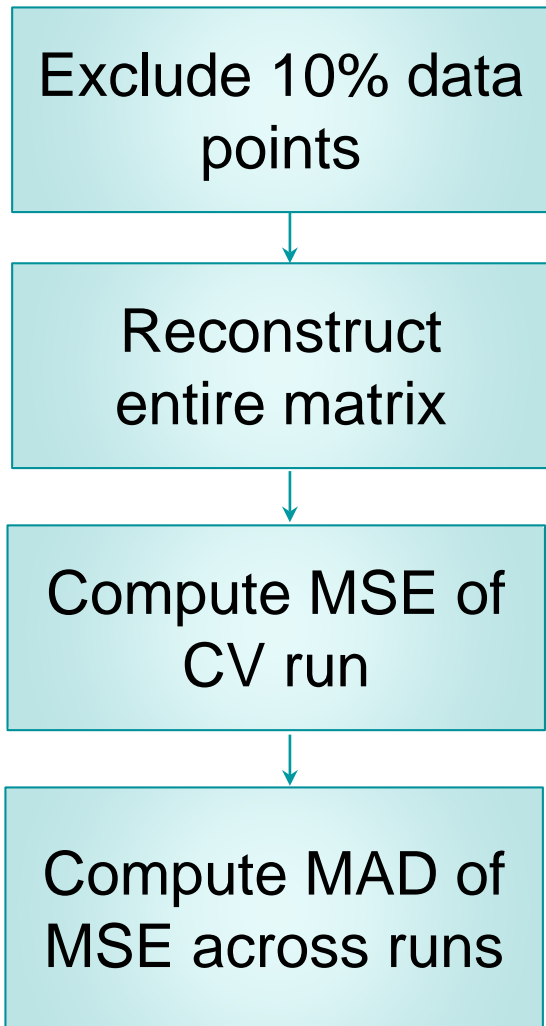 Exclude 10% data
points
Reconstruct
entire matrix
Compute MSE of
CV run
Compute MAD of
MSE across runs